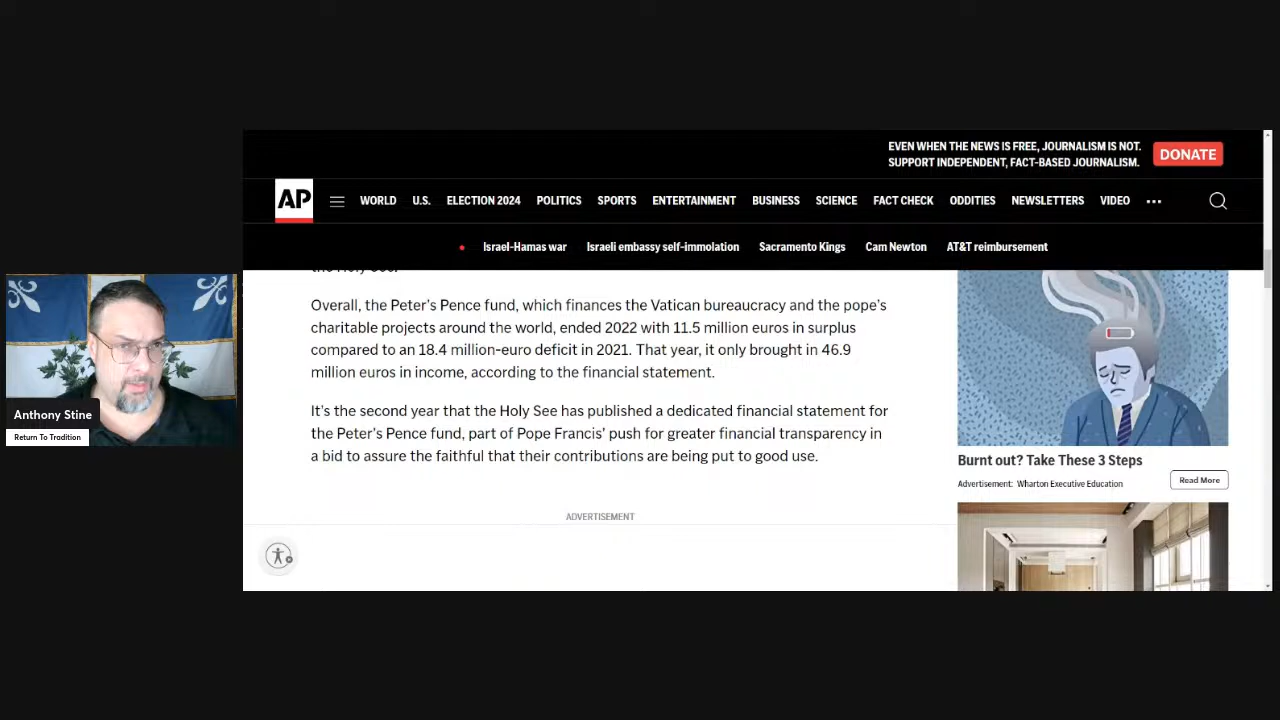 EVEN WHEN THE NEWS IS FREE, JOURNALISM IS NOT.
SUPPORT INDEPENDENT, FACT-BASED JOURNALISM.
DONATE
AP
WORLD U.S. ELECTION 2024 POLITICS SPORTS ENTERTAINMENT BUSINESS SCIENCE FACT CHECK ODDITIES NEWSLETTERS VIDEO
Israel-Hamas war Israeli embassy self-immolation Sacramento Kings Cam Newton AT&T reimbursement
the Holy See.
Overall, the Peter's Pence fund, which finances the Vatican bureaucracy and the pope's
charitable projects around the world, ended 2022 with 11.5 million euros in surplus
compared to an 18.4 million-euro deficit in 2021. That year, it only brought in 46.9
million euros in income, according to the financial statement.
It's the second year that the Holy See has published a dedicated financial statement for
the Peter's Pence fund, part of Pope Francis' push for greater financial transparency in
a bid to assure the faithful that their contributions are being put to good use.
ADVERTISEMENT
Burnt out? Take These 3 Steps
Advertisement: Wharton Executive Education
Read More
Anthony Stine
Return To Tradition